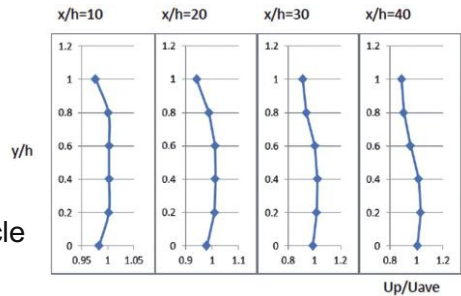 x/h=10 x/h=20 x/h=30 x/h=40
1.2 1.2 1.2 1.2
1 1 1 1
0.8 0.8 0.8 0.8
y/h
0.6 0.6 0.6 0.6
0.4 0.4 0.4 0.4
0.2 0.2 0.2 0.2
cle
0 0 0 0
0.95 1 1.05 0.9 1 1.1 0.8 1 1.2 0.8 1 1.2
Up/Uave